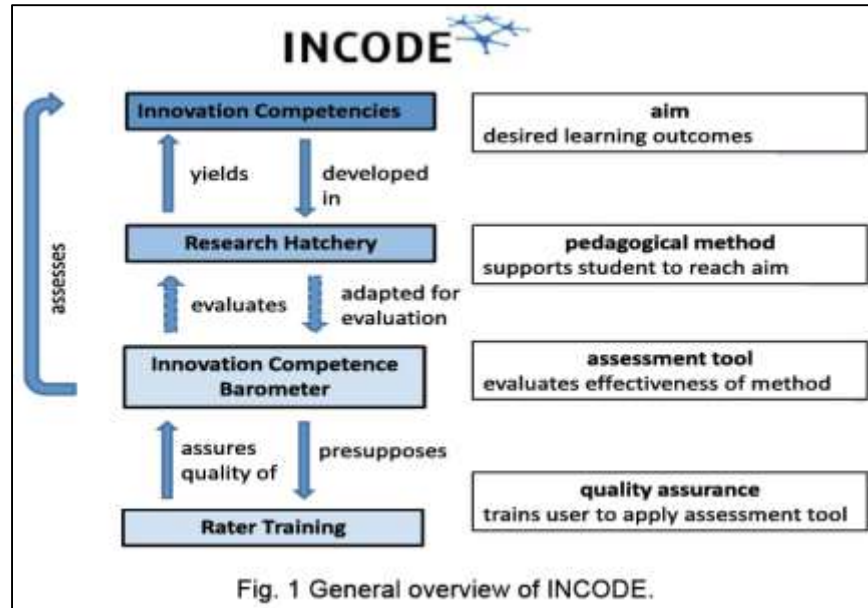 INCODE
Innovation Competencies
aim
desired learning outcomes
yields
developed
in
Research Hatchery
pedagogical method
supports student to reach aim
assesses
evaluates
adapted for
evaluation
Innovation Competence
Barometer
assessment tool
evaluates effectiveness of method
assures
quality of
presupposes
quality assurance
trains user to apply assessment tool
Rater Training
Fig. 1 General overview of INCODE.